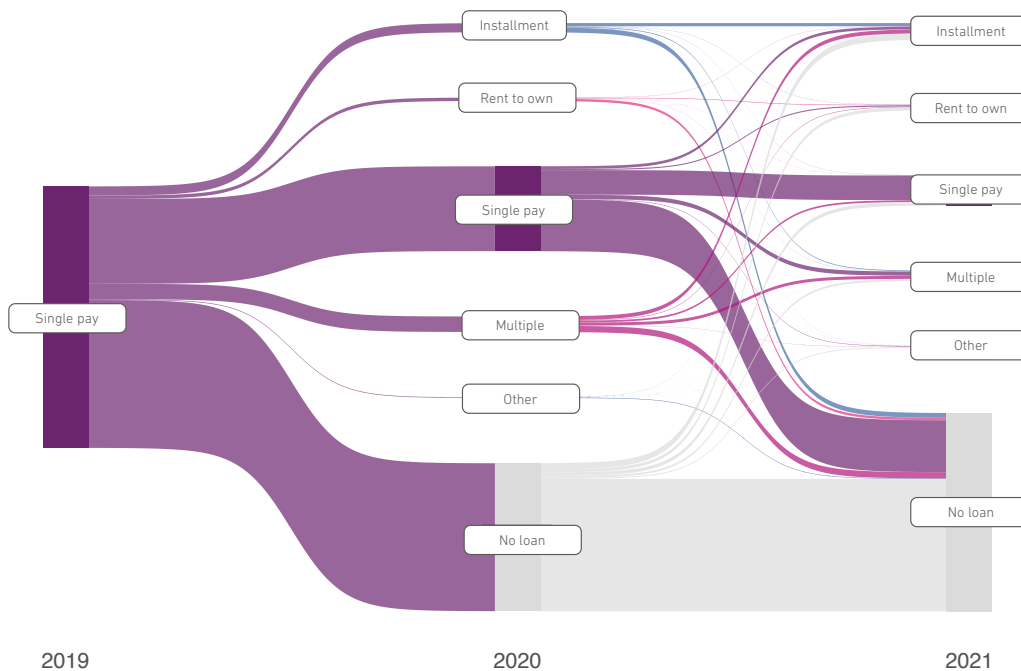 Single pay
Installment
Rent to own
Single pay
Multiple
Other
No loan
Installment
Rent to own
Single pay
Multiple
Other
No loan
2019
2020
2021